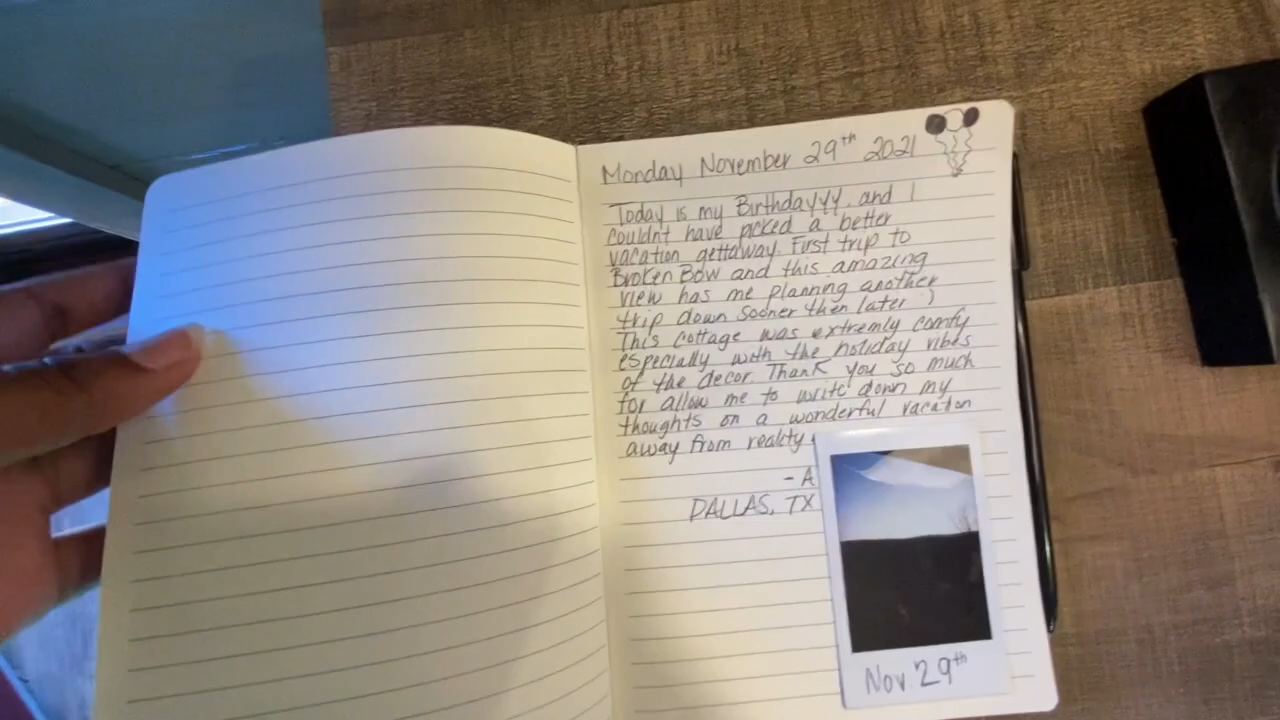 Monday November 29th 2021
Today is my Birthdayyy. and I
couldnt have picked a better
vacation gettaway. First trip to
Broken Bow and this amazing
view has me planning another
trip down sooner then later :)
This cottage was extremly comfy
especially with the holiday vibes
of the decor. Thank you so much
for allow me to write down my
thoughts on a wonderful vacation
away from reality
- A
DALLAS, TX
Nov 29th